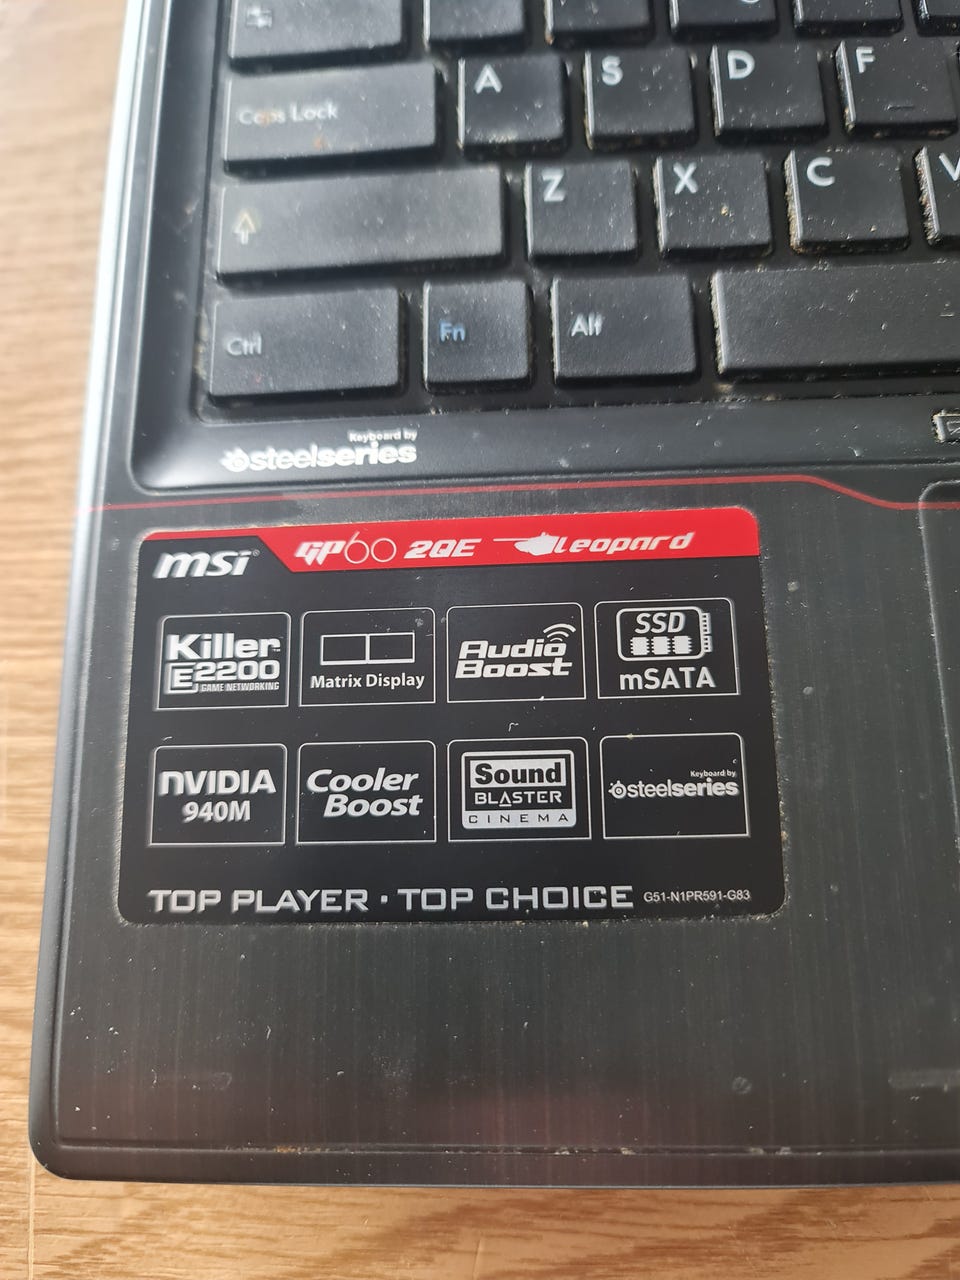 Caps Lock
A
S
D
F
Z
X
C
V
Ctrl
Fn
Alt
Keyboard by
steelseries
msi
GP60 2QE Leopard
Killer
E2200
GAME NETWORKING
Matrix Display
Audio
Boost
SSD
mSATA
NVIDIA
940M
Cooler
Boost
Sound
BLASTER
CINEMA
Keyboard by
steelseries
TOP PLAYER · TOP CHOICE
G51-N1PR591-G83